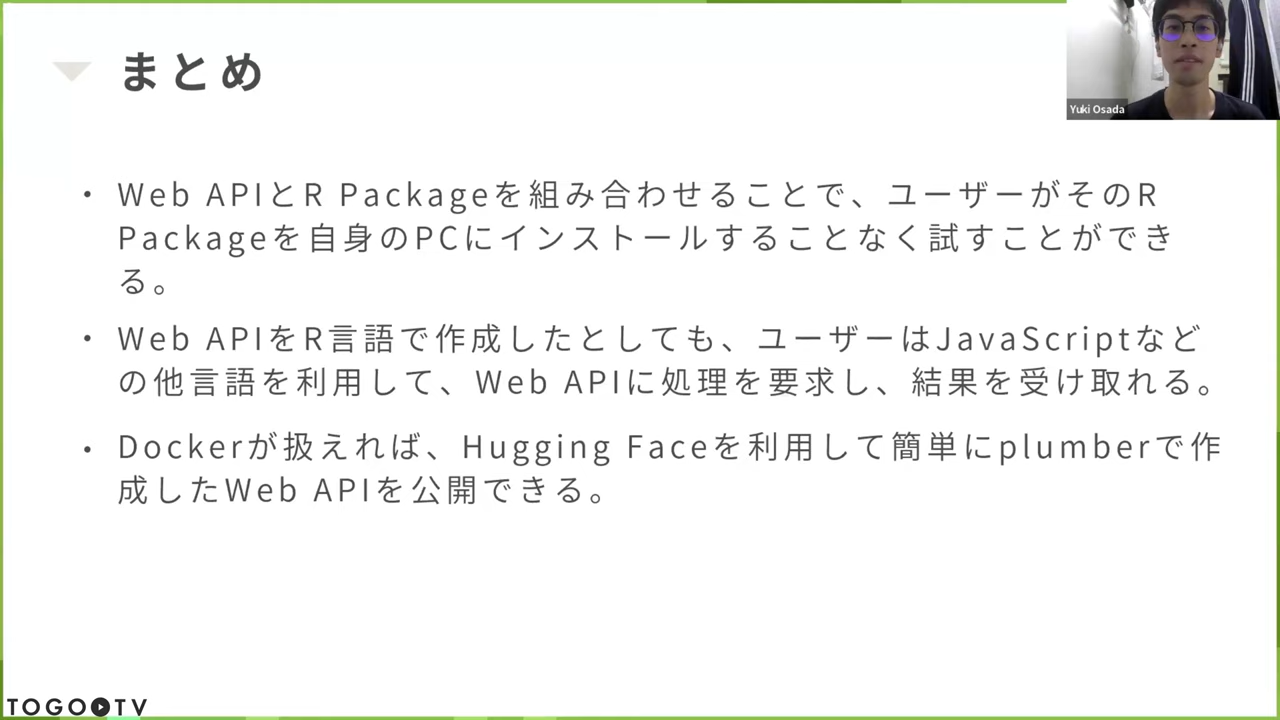 まとめ
Yuki Osada
• Web APIとR Packageを組み合わせることで、ユーザーがそのR
Packageを自身のPCにインストールすることなく試すことができ
る。
• Web APIをR言語で作成したとしても、ユーザーはJavaScriptなど
の他言語を利用して、Web APIに処理を要求し、結果を受け取れる。
• Dockerが扱えれば、Hugging Faceを利用して簡単にplumberで作
成したWeb APIを公開できる。
TOGOTV